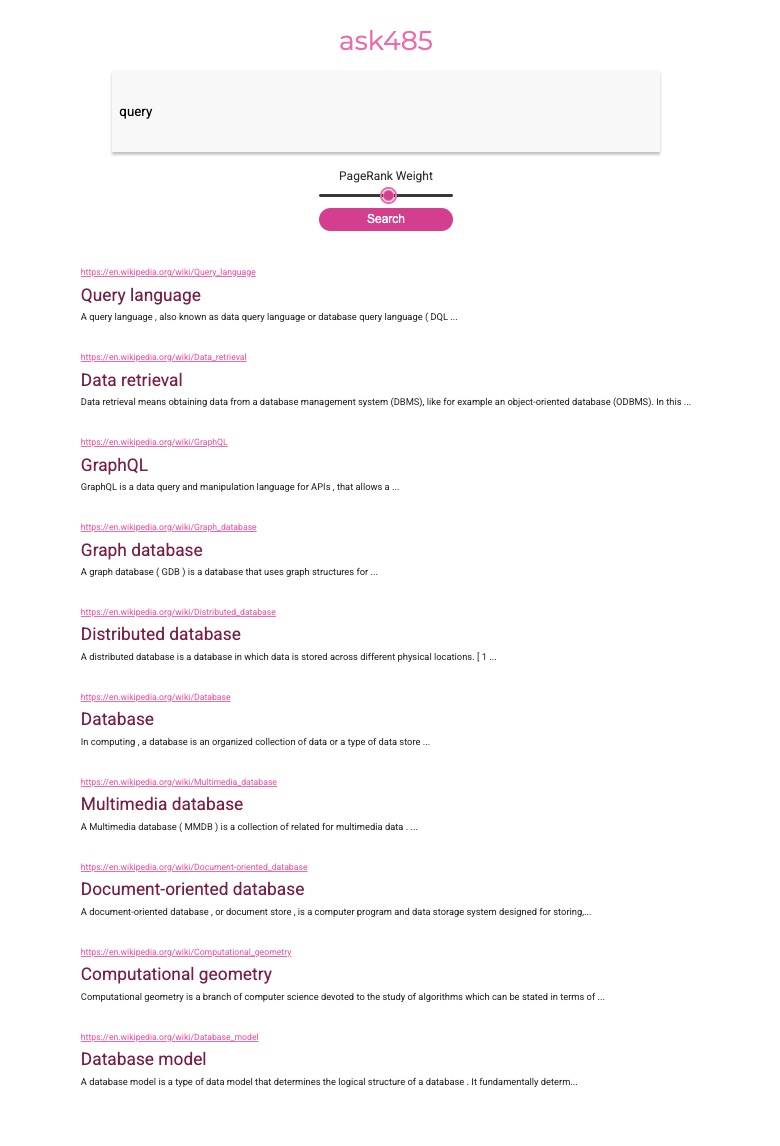 ask485
query
PageRank Weight
Search
https://en.wikipedia.org/wiki/Query_language
Query language
A query language , also known as data query language or database query language ( DQL ...
https://en.wikipedia.org/wiki/Data_retrieval
Data retrieval
Data retrieval means obtaining data from a database management system (DBMS), like for example an object-oriented database (ODBMS). In this ...
https://en.wikipedia.org/wiki/GraphQL
GraphQL
GraphQL is a data query and manipulation language for APIs , that allows a ...
https://en.wikipedia.org/wiki/Graph_database
Graph database
A graph database ( GDB ) is a database that uses graph structures for ...
https://en.wikipedia.org/wiki/Distributed_database
Distributed database
A distributed database is a database in which data is stored across different physical locations. [ 1 ...
https://en.wikipedia.org/wiki/Database
Database
In computing , a database is an organized collection of data or a type of data store ...
https://en.wikipedia.org/wiki/Multimedia_database
Multimedia database
A Multimedia database ( MMDB ) is a collection of related for multimedia data . ...
https://en.wikipedia.org/wiki/Document-oriented_database
Document-oriented database
A document-oriented database , or document store , is a computer program and data storage system designed for storing,...
https://en.wikipedia.org/wiki/Computational_geometry
Computational geometry
Computational geometry is a branch of computer science devoted to the study of algorithms which can be stated in terms of ...
https://en.wikipedia.org/wiki/Database_model
Database model
A database model is a type of data model that determines the logical structure of a database . It fundamentally determ...